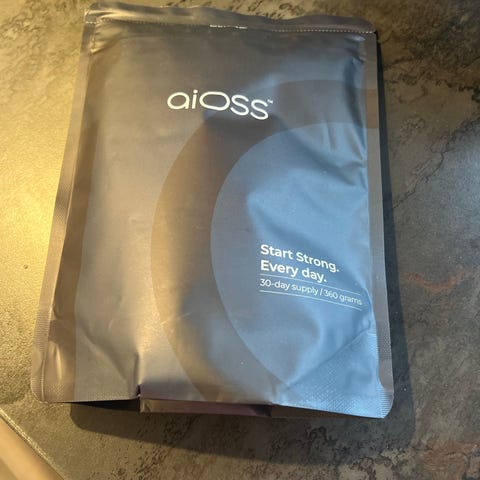 aiOSS™
Start Strong.
Every day.
30-day supply / 360 grams